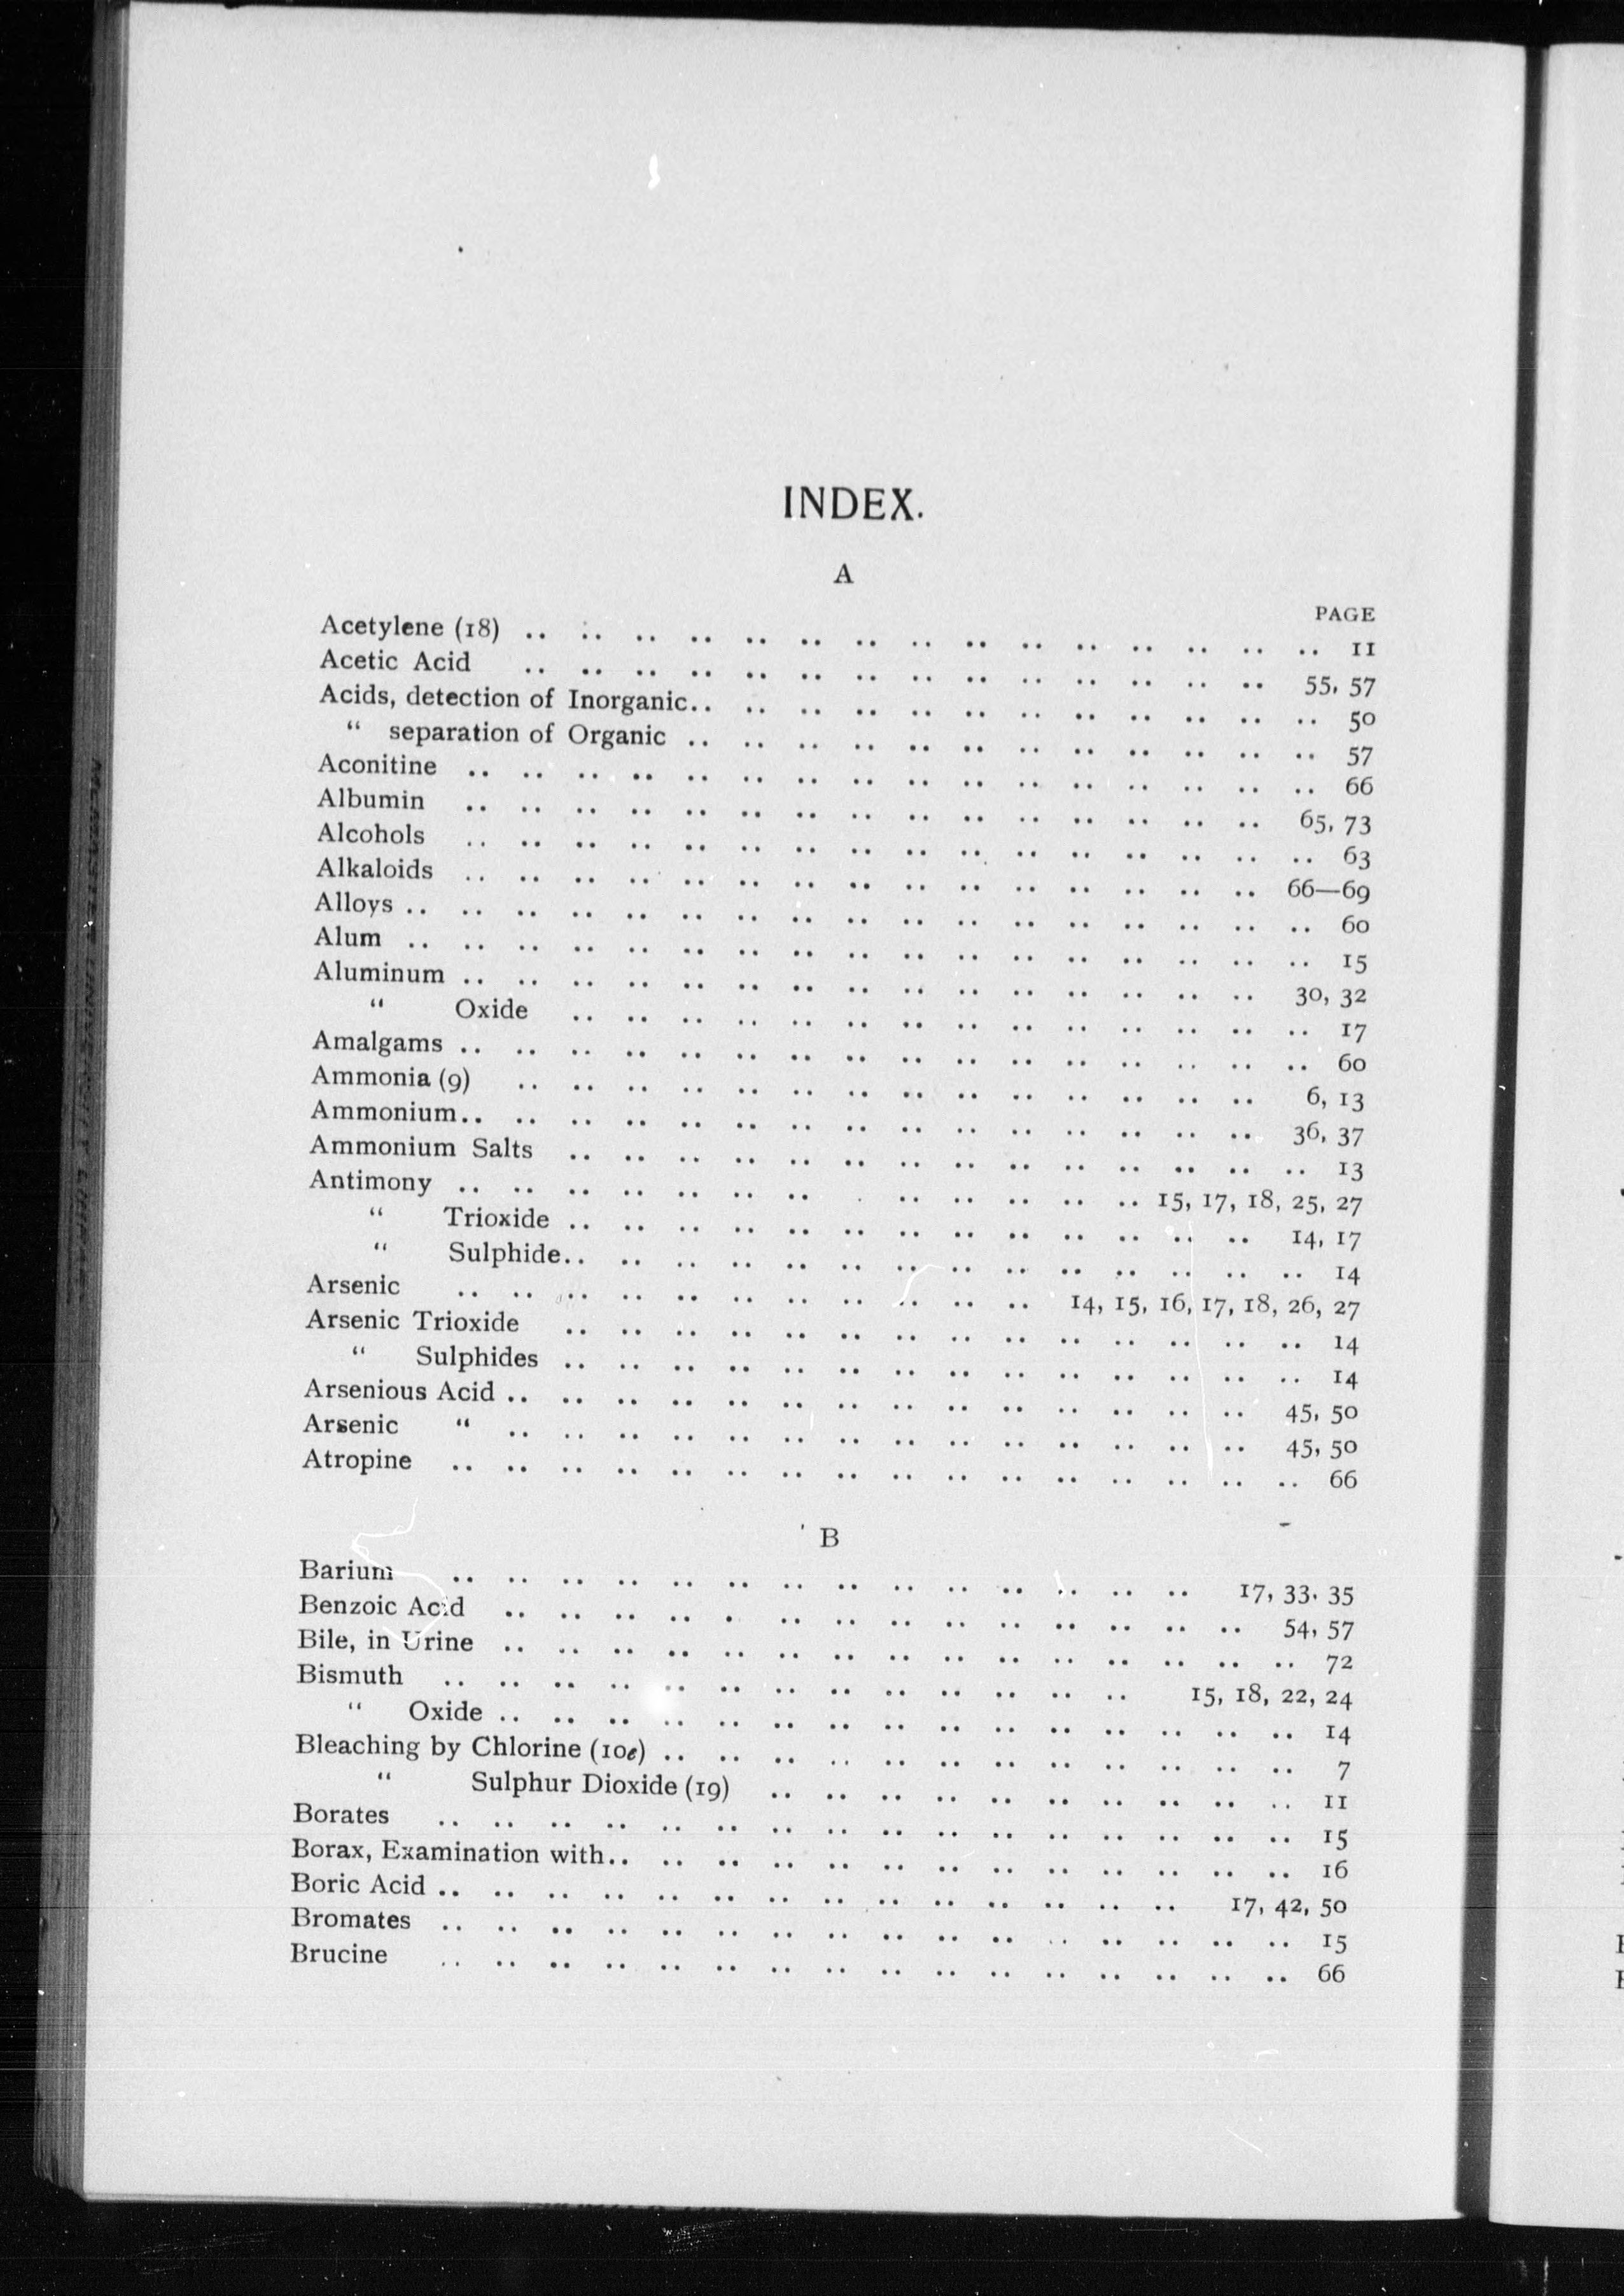 INDEX.
A
PAGE
Acetylene (18) .. .. .. .. .. .. .. .. .. .. .. .. .. .. .. 11
Acetic Acid .. .. .. .. .. .. .. .. .. .. .. .. .. .. 55, 57
Acids, detection of Inorganic.. .. .. .. .. .. .. .. .. .. .. .. 50
“ separation of Organic .. .. .. .. .. .. .. .. .. .. .. .. 57
Aconitine .. .. .. .. .. .. .. .. .. .. .. .. .. .. .. .. 66
Albumin .. .. .. .. .. .. .. .. .. .. .. .. .. .. .. 65, 73
Alcohols .. .. .. .. .. .. .. .. .. .. .. .. .. .. .. .. 63
Alkaloids .. .. .. .. .. .. .. .. .. .. .. .. .. .. .. 66—69
Alloys .. .. .. .. .. .. .. .. .. .. .. .. .. .. .. .. .. 60
Alum .. .. .. .. .. .. .. .. .. .. .. .. .. .. .. .. .. 15
Aluminum .. .. .. .. .. .. .. .. .. .. .. .. .. .. .. 30, 32
“ Oxide .. .. .. .. .. .. .. .. .. .. .. .. .. .. 17
Amalgams .. .. .. .. .. .. .. .. .. .. .. .. .. .. .. .. 60
Ammonia (9) .. .. .. .. .. .. .. .. .. .. .. .. .. .. 6, 13
Ammonium.. .. .. .. .. .. .. .. .. .. .. .. .. .. .. 36, 37
Ammonium Salts .. .. .. .. .. .. .. .. .. .. .. .. .. .. 13
Antimony .. .. .. .. .. .. .. . .. .. .. .. .. 15, 17, 18, 25, 27
“ Trioxide .. .. .. .. .. .. .. .. .. .. .. .. .. 14, 17
“ Sulphide.. .. .. .. .. .. .. .. .. .. .. .. .. .. 14
Arsenic .. .. .. .. .. .. .. .. .. .. .. 14, 15, 16, 17, 18, 26, 27
Arsenic Trioxide .. .. .. .. .. .. .. .. .. .. .. .. .. .. 14
“ Sulphides .. .. .. .. .. .. .. .. .. .. .. .. .. .. 14
Arsenious Acid .. .. .. .. .. .. .. .. .. .. .. .. .. .. 45, 50
Arsenic “ .. .. .. .. .. .. .. .. .. .. .. .. .. .. 45, 50
Atropine .. .. .. .. .. .. .. .. .. .. .. .. .. .. .. .. 66
B
Barium .. .. .. .. .. .. .. .. .. .. .. .. .. .. 17, 33, 35
Benzoic Acid .. .. .. .. . .. .. .. .. .. .. .. .. .. 54, 57
Bile, in Urine .. .. .. .. .. .. .. .. .. .. .. .. .. .. .. 72
Bismuth .. .. .. .. .. .. .. .. .. .. .. .. .. 15, 18, 22, 24
“ Oxide .. .. .. .. .. .. .. .. .. .. .. .. .. .. .. 14
Bleaching by Chlorine (10e) .. .. .. .. .. .. .. .. .. .. .. .. 7
“ Sulphur Dioxide (19) .. .. .. .. .. .. .. .. .. .. 11
Borates .. .. .. .. .. .. .. .. .. .. .. .. .. .. .. .. 15
Borax, Examination with.. .. .. .. .. .. .. .. .. .. .. .. .. 16
Boric Acid .. .. .. .. .. .. .. .. .. .. .. .. .. .. 17, 42, 50
Bromates .. .. .. .. .. .. .. .. .. .. .. .. .. .. .. .. 15
Brucine .. .. .. .. .. .. .. .. .. .. .. .. .. .. .. .. 66